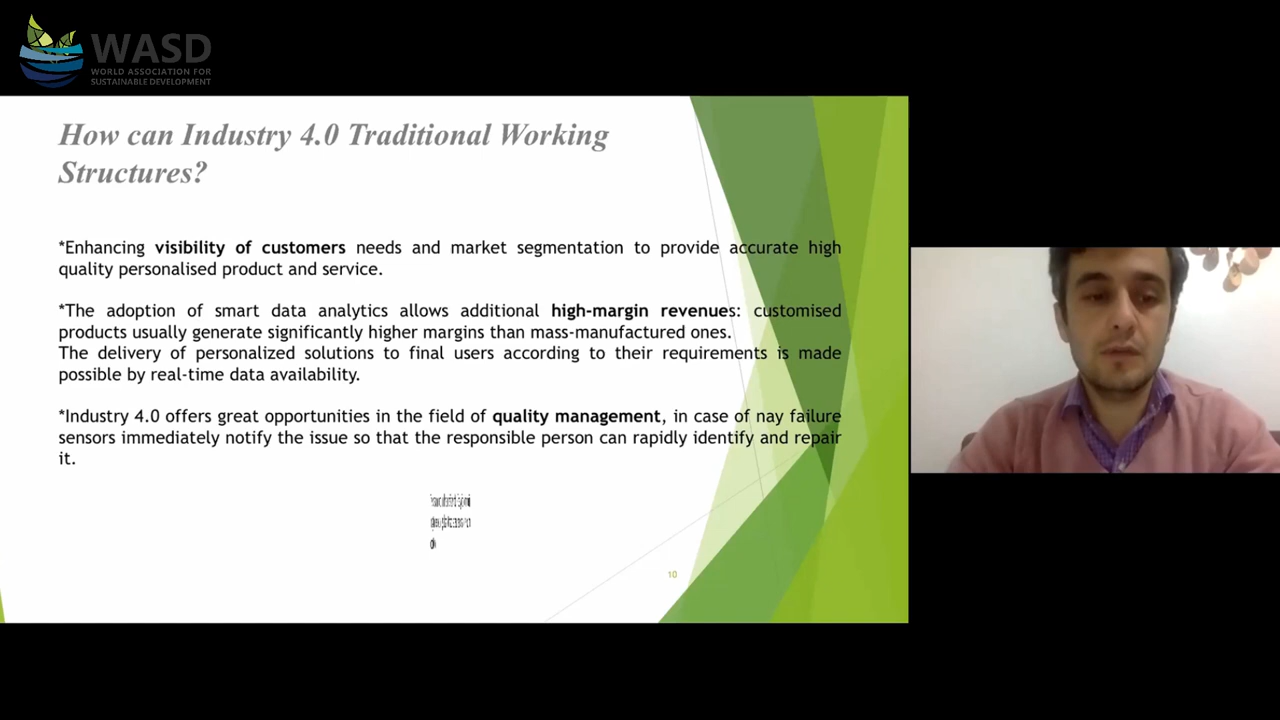 WASD
WORLD ASSOCIATION FOR
SUSTAINABLE DEVELOPMENT
How can Industry 4.0 Traditional Working
Structures?
*Enhancing visibility of customers needs and market segmentation to provide accurate high
quality personalised product and service.
*The adoption of smart data analytics allows additional high-margin revenues: customised
products usually generate significantly higher margins than mass-manufactured ones.
The delivery of personalized solutions to final users according to their requirements is made
possible by real-time data availability.
*Industry 4.0 offers great opportunities in the field of quality management, in case of nay failure
sensors immediately notify the issue so that the responsible person can rapidly identify and repair
it.
10